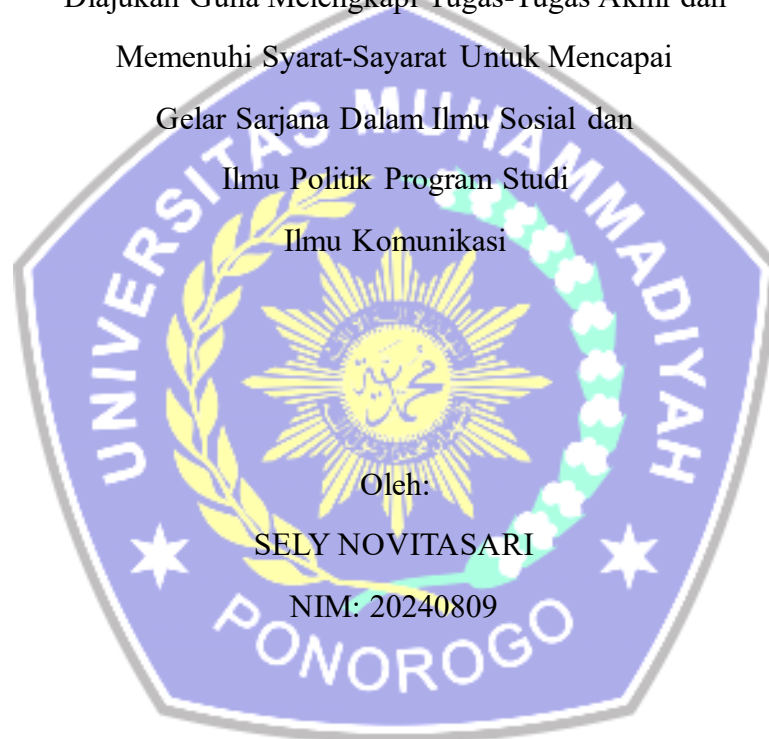 Diajukan Guna Melengkapi Tugas-Tugas Akhir dan
Memenuhi Syarat-Sayarat Untuk Mencapai
Gelar Sarjana Dalam Ilmu Sosial dan
Ilmu Politik Program Studi
Ilmu Komunikasi
UNIVERSITAS MUHAMMADIYAH
محمدية
Oleh:
SELY NOVITASARI
NIM: 20240809
PONOROGO